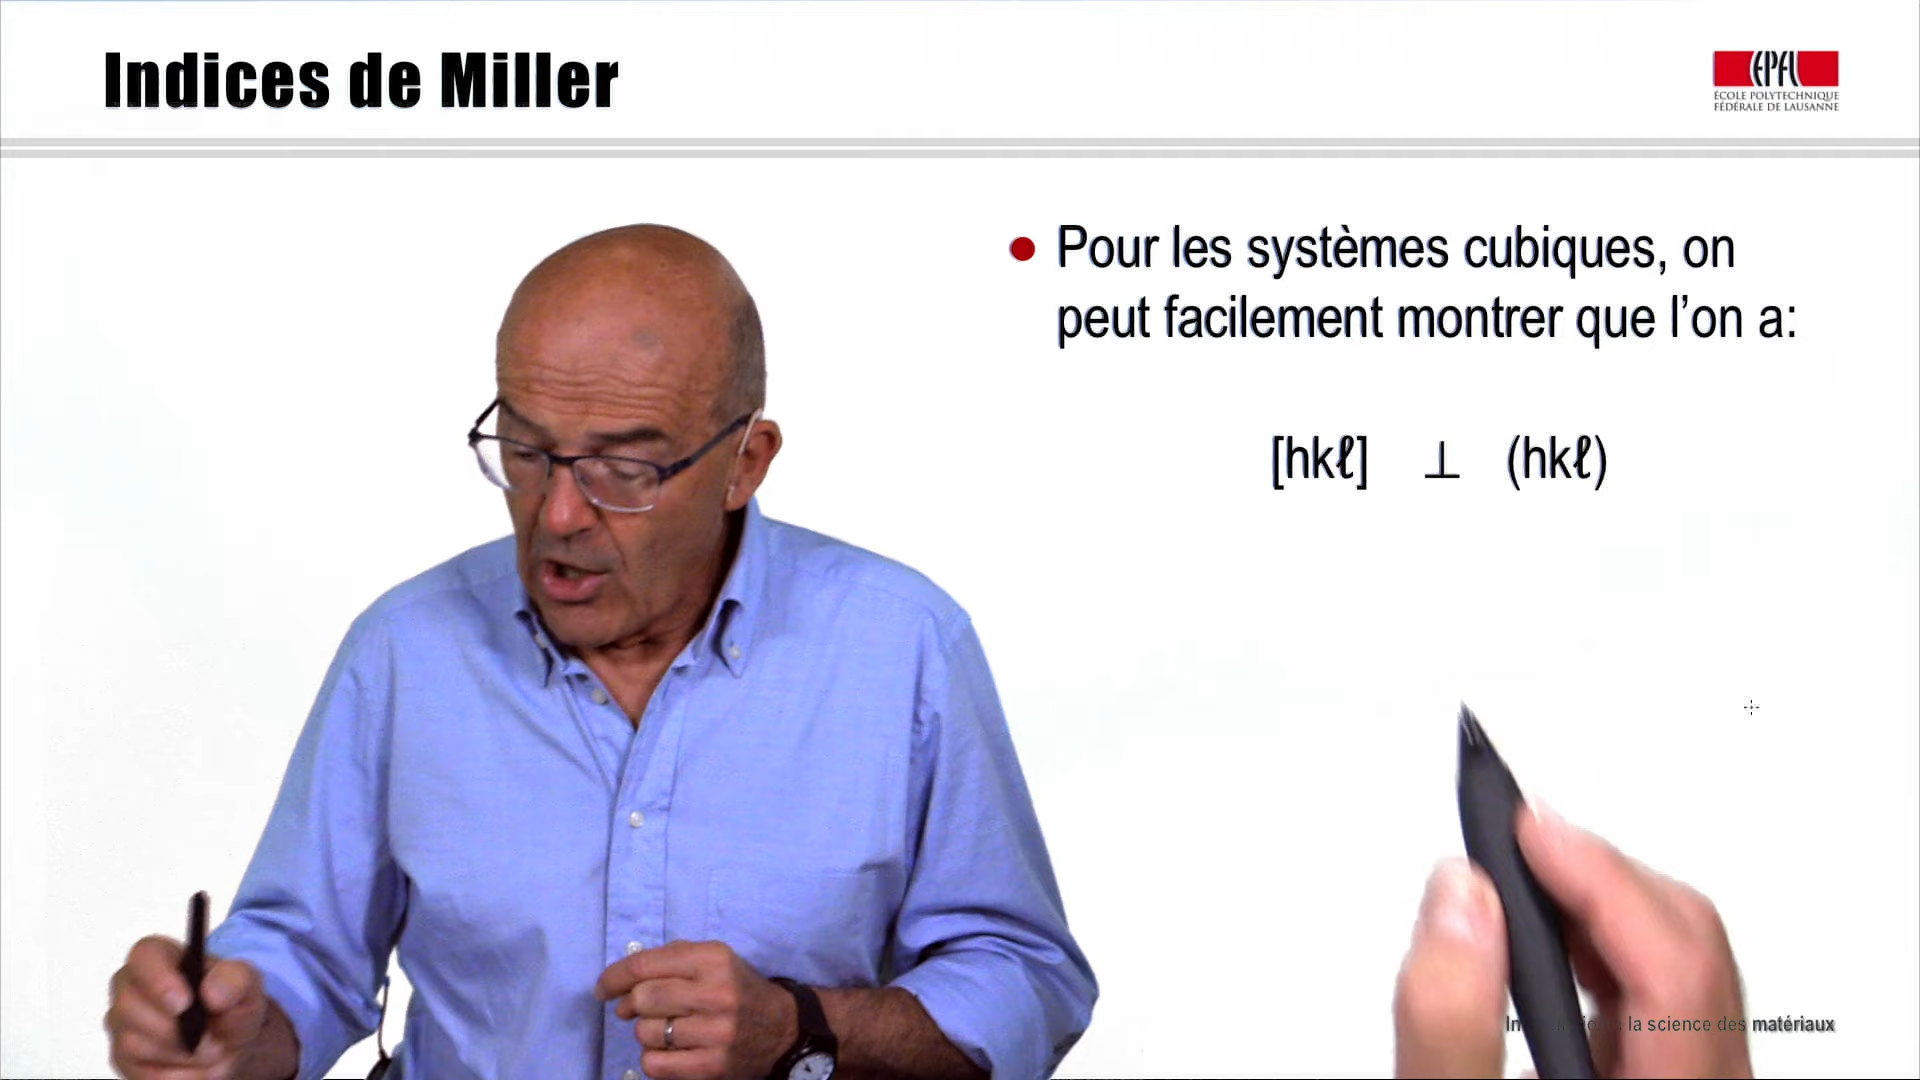 Indices de Miller
EPFL
ÉCOLE POLYTECHNIQUE
FÉDÉRALE DE LAUSANNE
• Pour les systèmes cubiques, on
peut facilement montrer que l’on a:
[hkℓ] ⊥ (hkℓ)
la science des matériaux